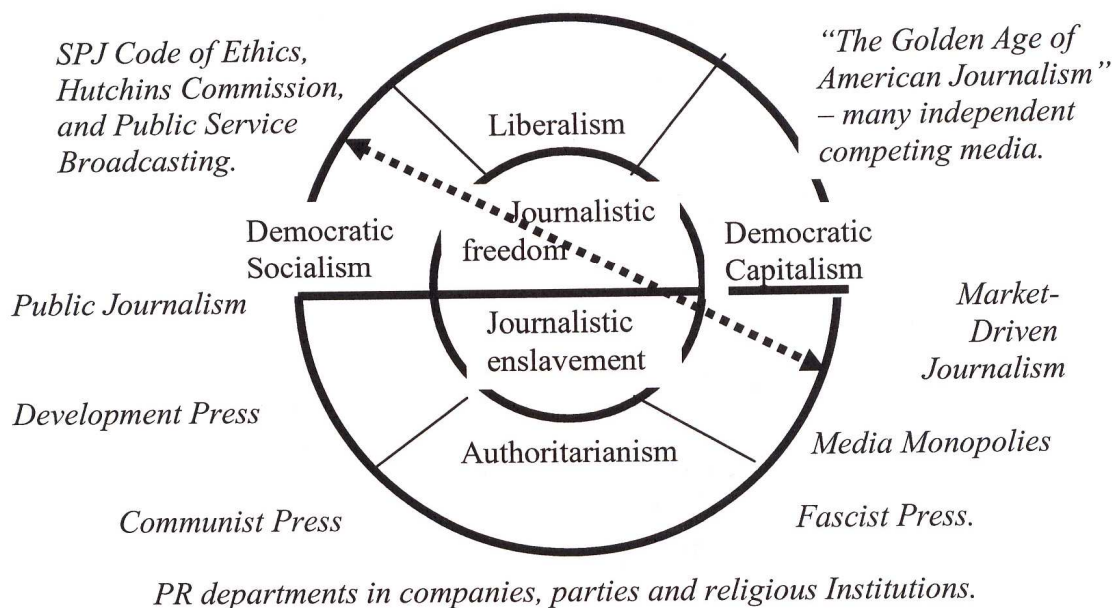 SPJ Code of Ethics,
Hutchins Commission,
and Public Service
Broadcasting.
“The Golden Age of
American Journalism”
– many independent
competing media.
Liberalism
Journalistic
freedom
Democratic
Socialism
Democratic
Capitalism
Public Journalism
Market-
Driven
Journalism
Journalistic
enslavement
Development Press
Authoritarianism
Media Monopolies
Communist Press
Fascist Press.
PR departments in companies, parties and religious Institutions.